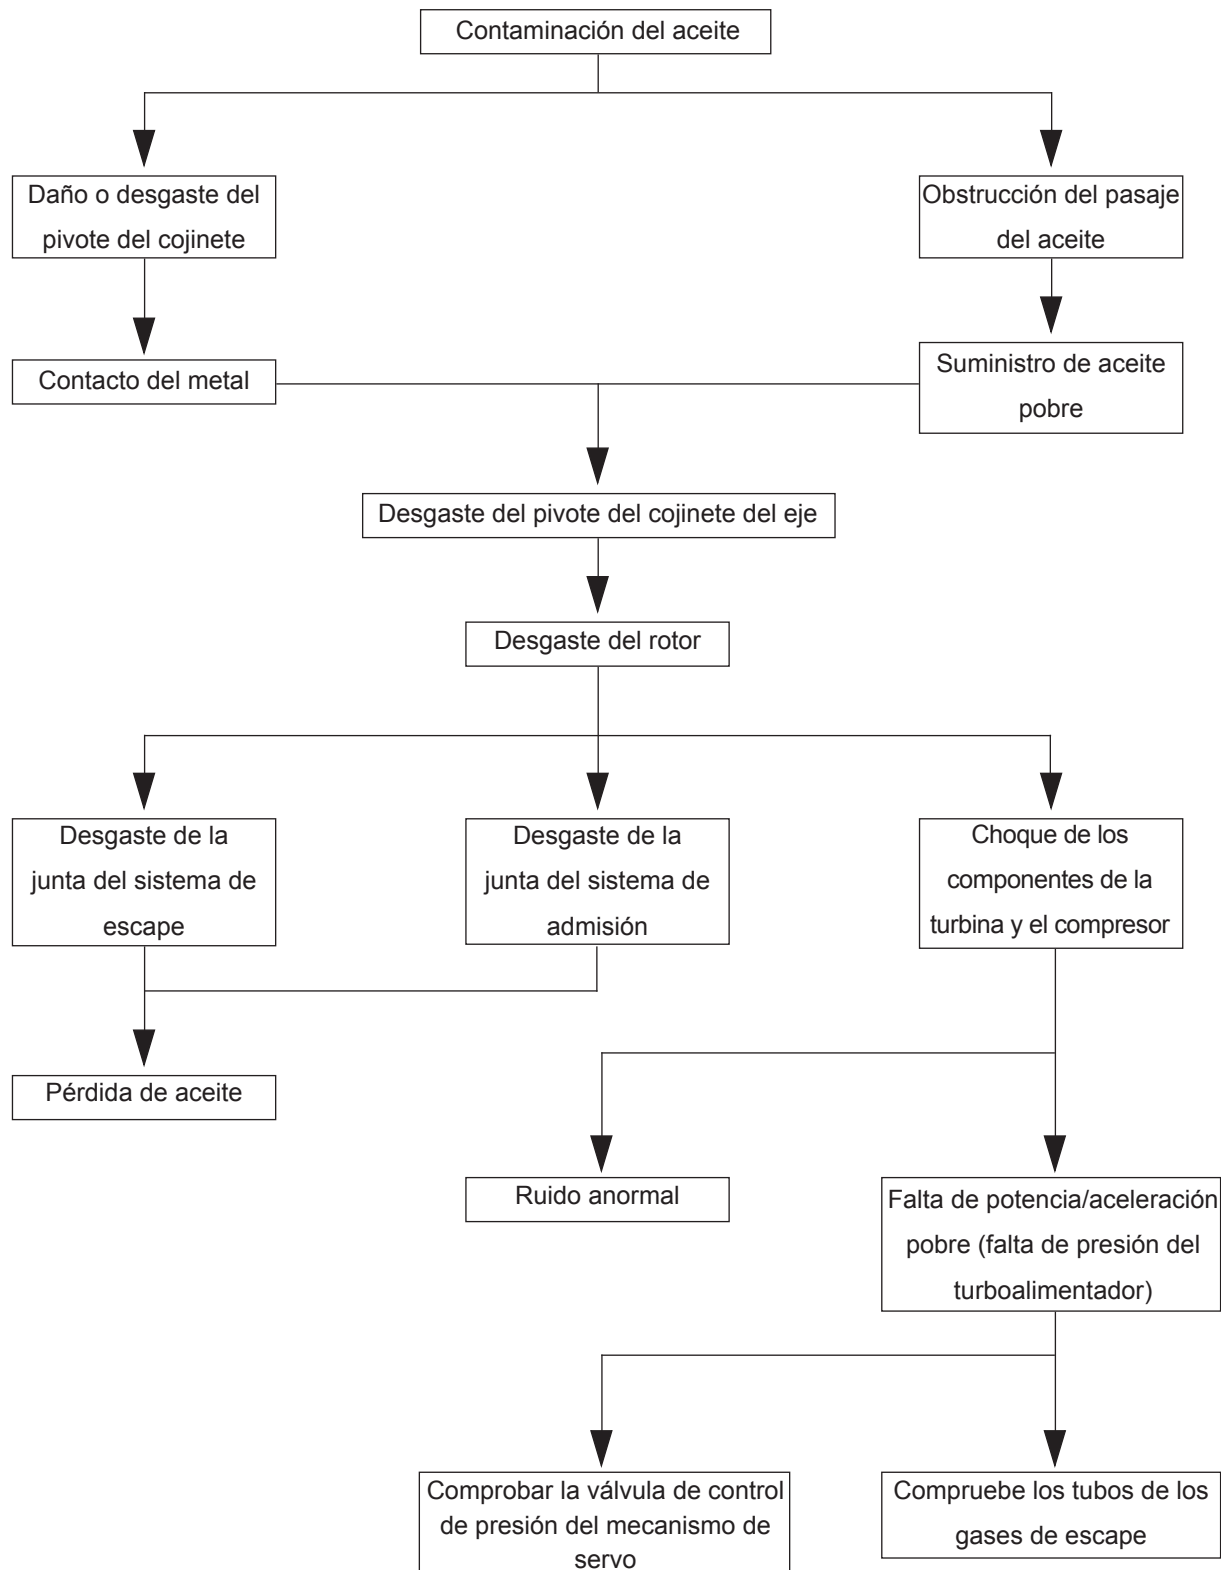 Contaminación del aceite
Daño o desgaste del
pivote del cojinete
Obstrucción del pasaje
del aceite
Contacto del metal
Suministro de aceite
pobre
Desgaste del pivote del cojinete del eje
Desgaste del rotor
Desgaste de la
junta del sistema de
escape
Desgaste de la
junta del sistema de
admisión
Choque de los
componentes de la
turbina y el compresor
Pérdida de aceite
Ruido anormal
Falta de potencia/aceleración
pobre (falta de presión del
turboalimentador)
Comprobar la válvula de control
de presión del mecanismo de
servo
Compruebe los tubos de los
gases de escape